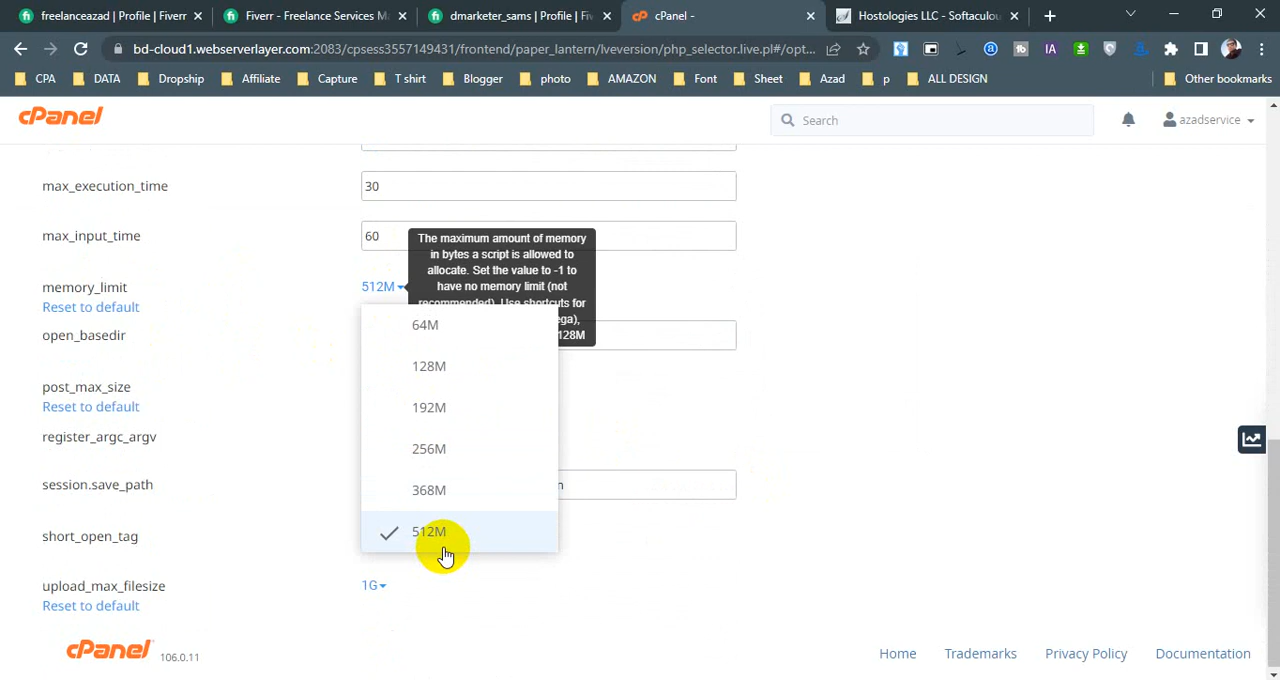 freelanceazad | Profile | Fiverr
Fiverr - Freelance Services Ma
dmarketer_sams | Profile | Fiv
cPanel -
Hostologies LLC - Softaculou
bd-cloud1.webserverlayer.com:2083/cpsess3557149431/frontend/paper_lantern/lveversion/php_selector.live.pl#/opt...
CPA
DATA
Dropship
Affiliate
Capture
T shirt
Blogger
photo
AMAZON
Font
Sheet
Azad
p
ALL DESIGN
Other bookmarks
cPanel
Search
azadservice
max_execution_time
30
max_input_time
60
The maximum amount of memory
in bytes a script is allowed to
allocate. Set the value to -1 to
have no memory limit (not
recommended). Use shortcuts for
ega),
128M
memory_limit
512M
Reset to default
64M
open_basedir
128M
post_max_size
Reset to default
192M
register_argc_argv
256M
session.save_path
n
368M
short_open_tag
512M
upload_max_filesize
1G
Reset to default
cPanel
106.0.11
Home
Trademarks
Privacy Policy
Documentation